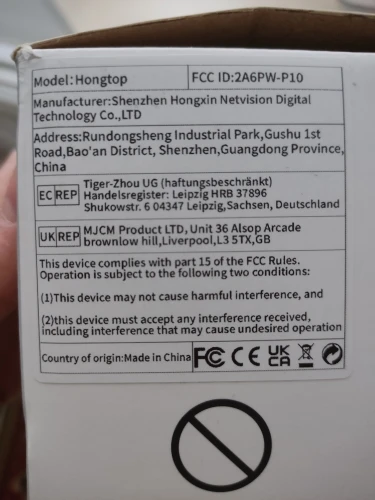 Model:Hongtop FCC ID:2A6PW-P10
Manufacturer:Shenzhen Hongxin Netvision Digital
Technology Co.,LTD
Address:Rundongsheng Industrial Park,Gushu 1st
Road,Bao'an District, Shenzhen,Guangdong Province,
China
EC REP Tiger-Zhou UG (haftungsbeschränkt)
Handelsregister: Leipzig HRB 37896
Shukowstr. 6 04347 Leipzig,Sachsen, Deutschland
UK REP MJCM Product LTD, Unit 36 Alsop Arcade
brownlow hill,Liverpool,L3 5TX,GB
This device complies with part 15 of the FCC Rules.
Operation is subject to the following two conditions:
(1)This device may not cause harmful interference, and
(2)this device must accept any interference received,
including interference that may cause undesired operation
Country of origin:Made in China FC CE UK
CA